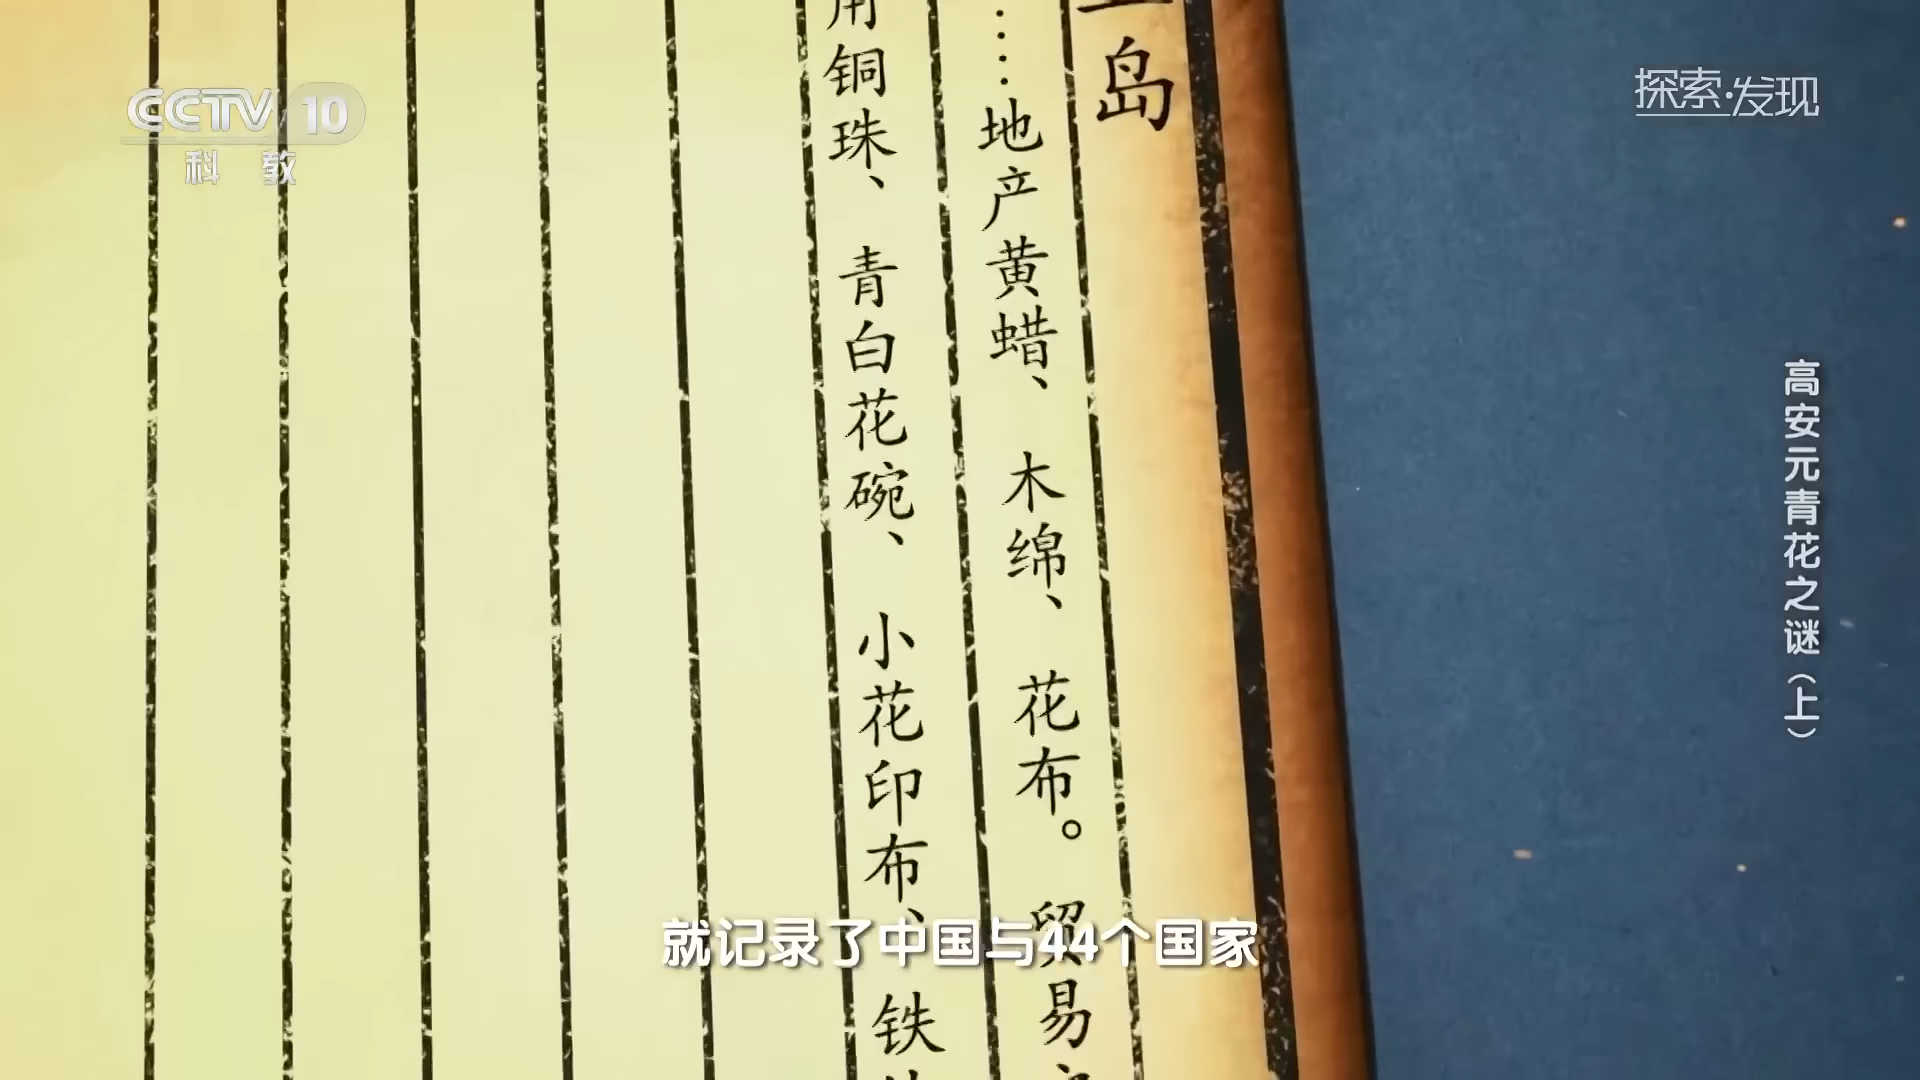 CCTV 10
科 教
探索·发现
岛
……地产黄蜡、木绵、花布。贸易
用铜珠、青白花碗、小花印布、铁
高安元青花之谜（上）
就记录了中国与44个国家